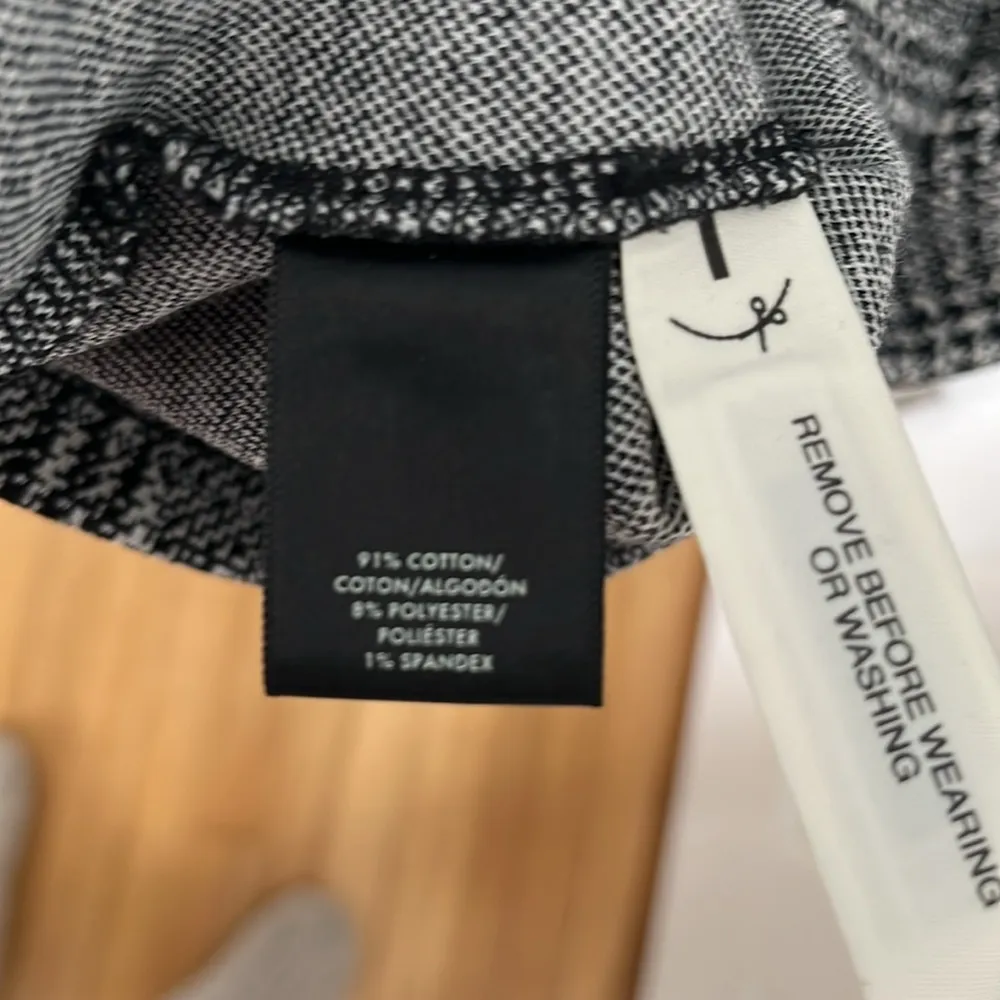 91% COTTON/
COTON/ALGODÓN
8% POLYESTER/
POLIÉSTER
1% SPANDEX
REMOVE BEFORE WEARING
OR WASHING